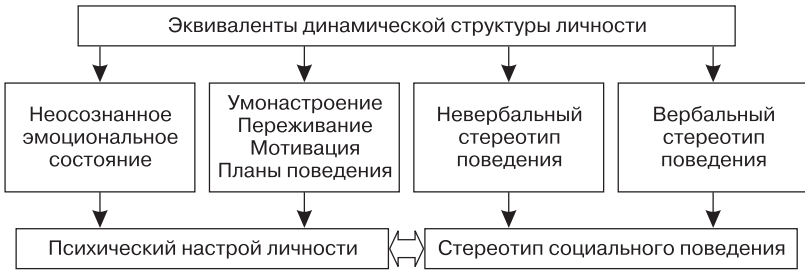 Эквиваленты динамической структуры личности
Неосознанное
эмоциональное
состояние
Умонастроение
Переживание
Мотивация
Планы поведения
Невербальный
стереотип
поведения
Вербальный
стереотип
поведения
Психический настрой личности
Стереотип социального поведения